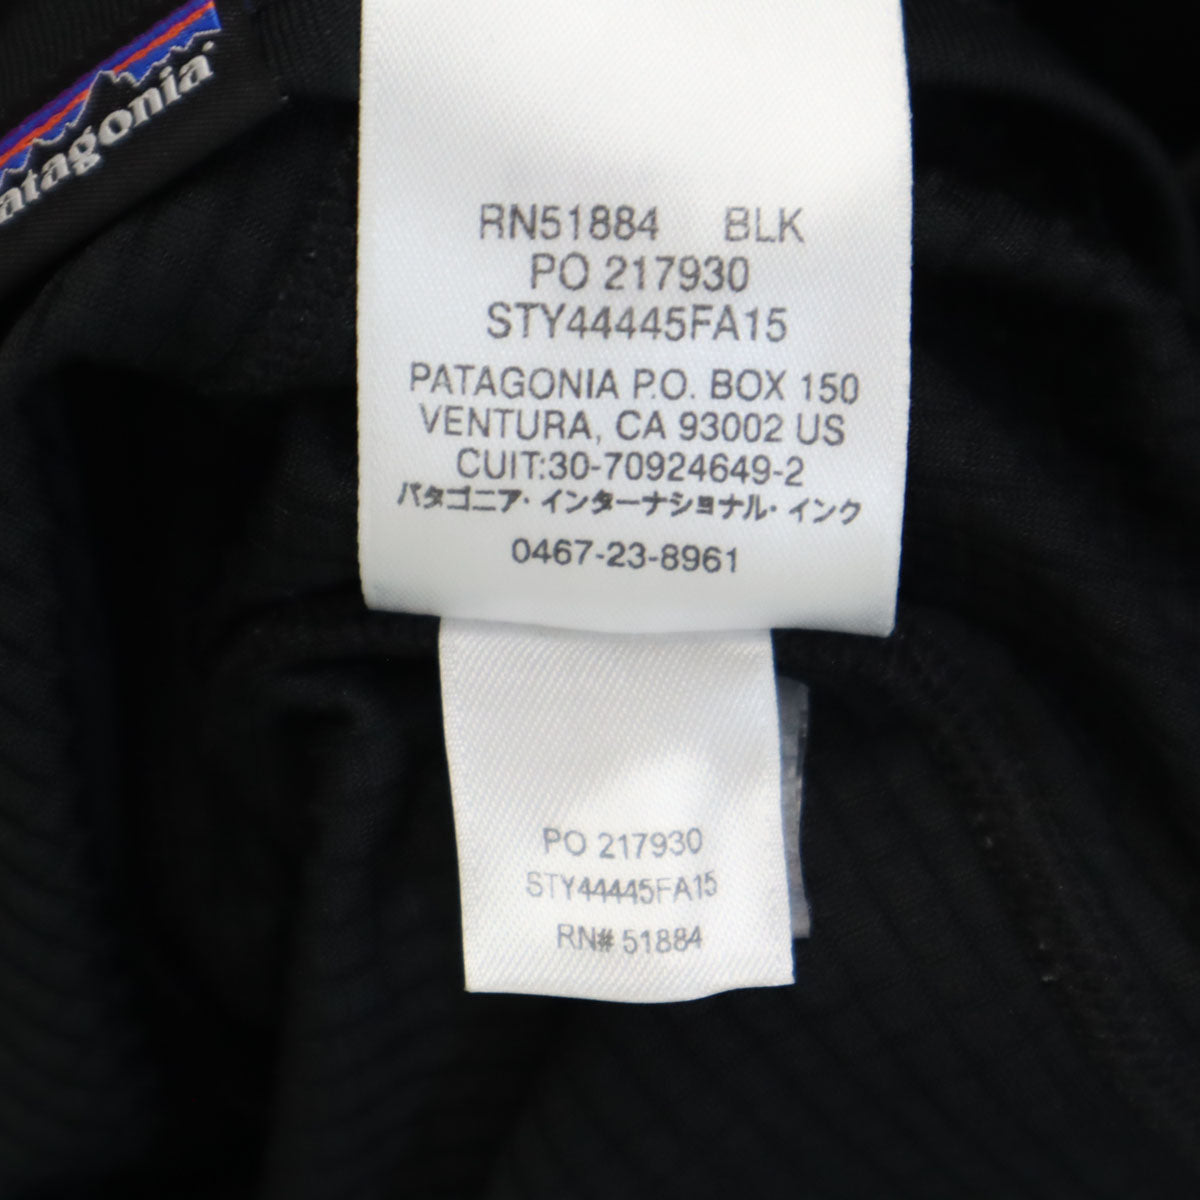 patagonia
RN51884 BLK
PO 217930
STY44445FA15
PATAGONIA P.O. BOX 150
VENTURA, CA 93002 US
CUIT:30-70924649-2
パタゴニア・インターナショナル・インク
0467-23-8961
PO 217930
STY44445FA15
RN# 51884